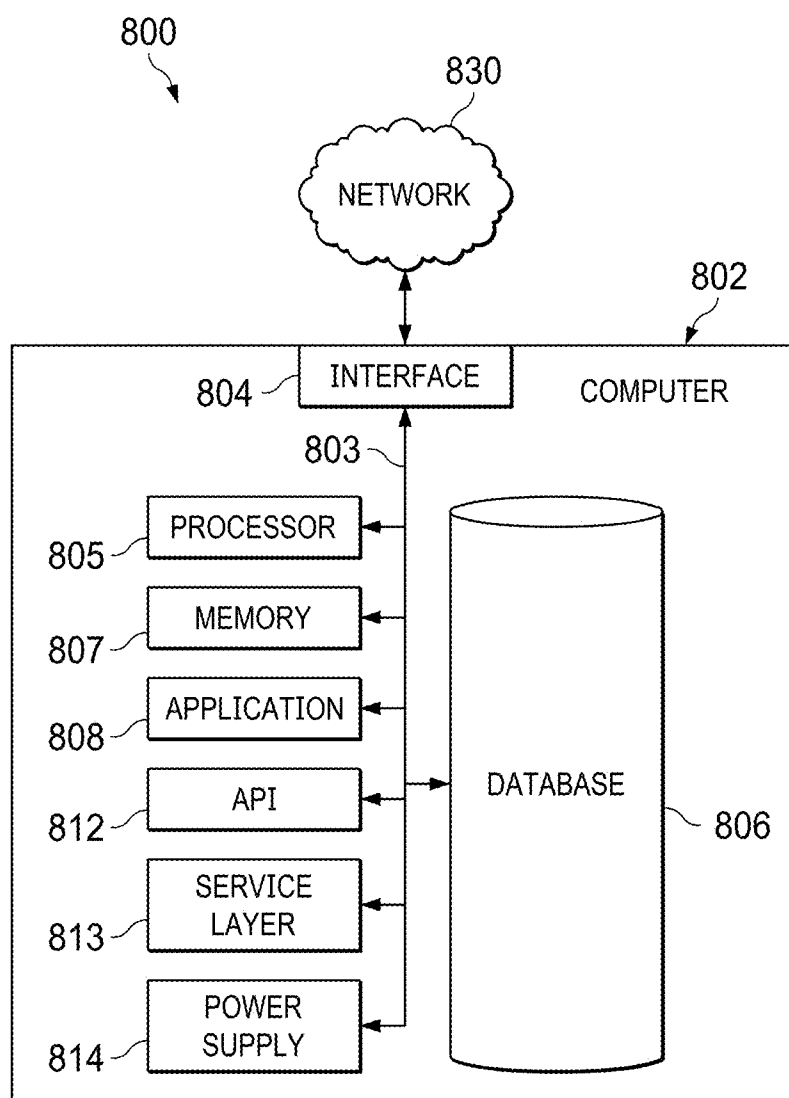 800
830
NETWORK
802
804
INTERFACE
COMPUTER
803
PROCESSOR
805
MEMORY
807
APPLICATION
808
API
812
DATABASE
806
SERVICE
LAYER
813
POWER
SUPPLY
814